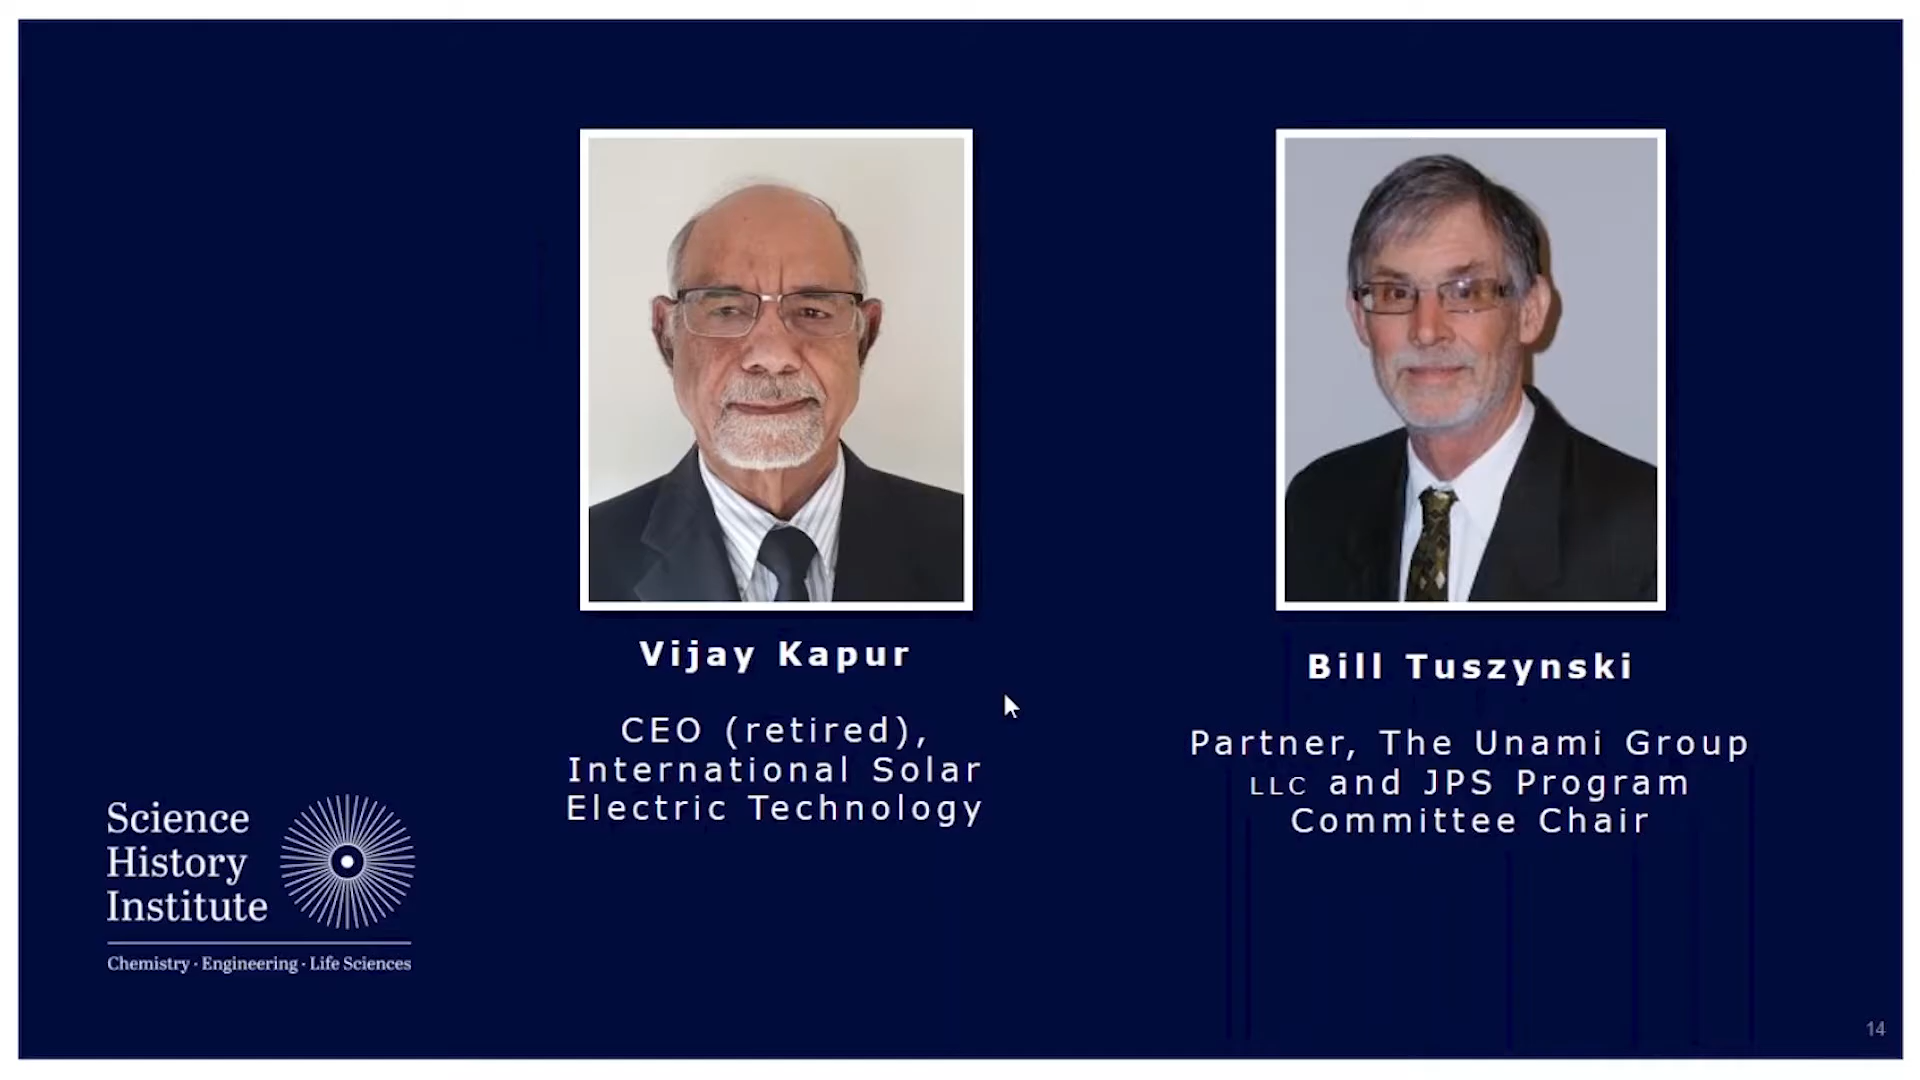 Vijay Kapur
CEO (retired),
International Solar
Electric Technology
Bill Tuszynski
Partner, The Unami Group
LLC and JPS Program
Committee Chair
Science
History
Institute
Chemistry · Engineering · Life Sciences
14